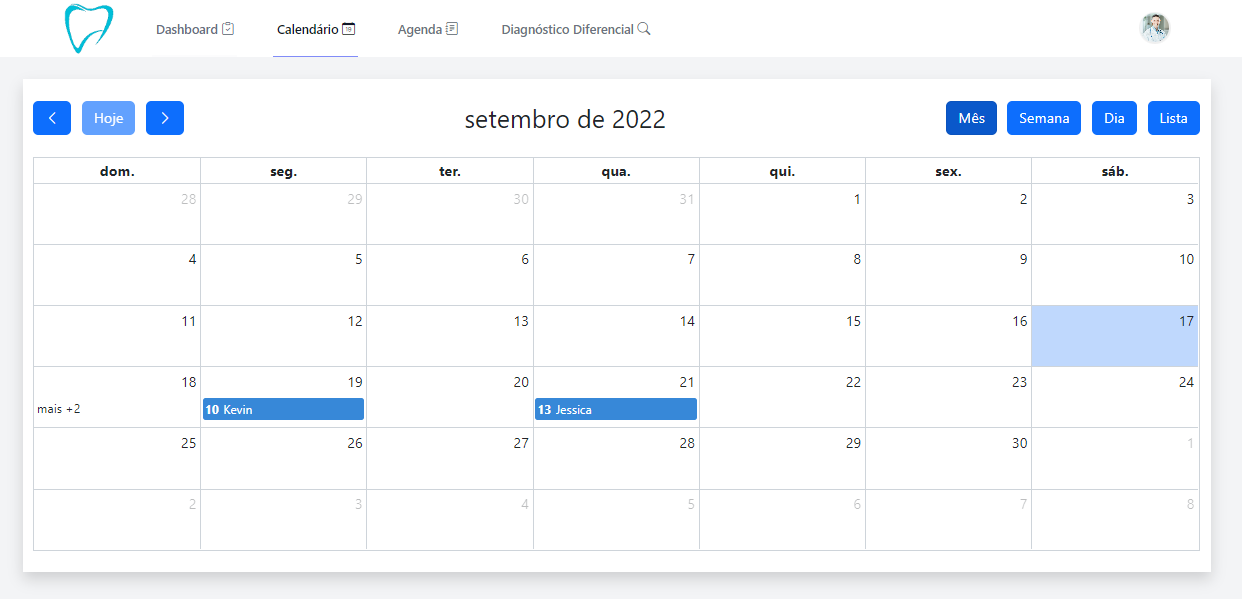 Dashboard Calendário Agenda Diagnóstico Diferencial
Hoje setembro de 2022 Mês Semana Dia Lista
dom. seg. ter. qua. qui. sex. sáb.
28 29 30 31 1 2 3
4 5 6 7 8 9 10
11 12 13 14 15 16 17
18 19 20 21 22 23 24
mais +2 10 Kevin 13 Jessica
25 26 27 28 29 30 1
2 3 4 5 6 7 8